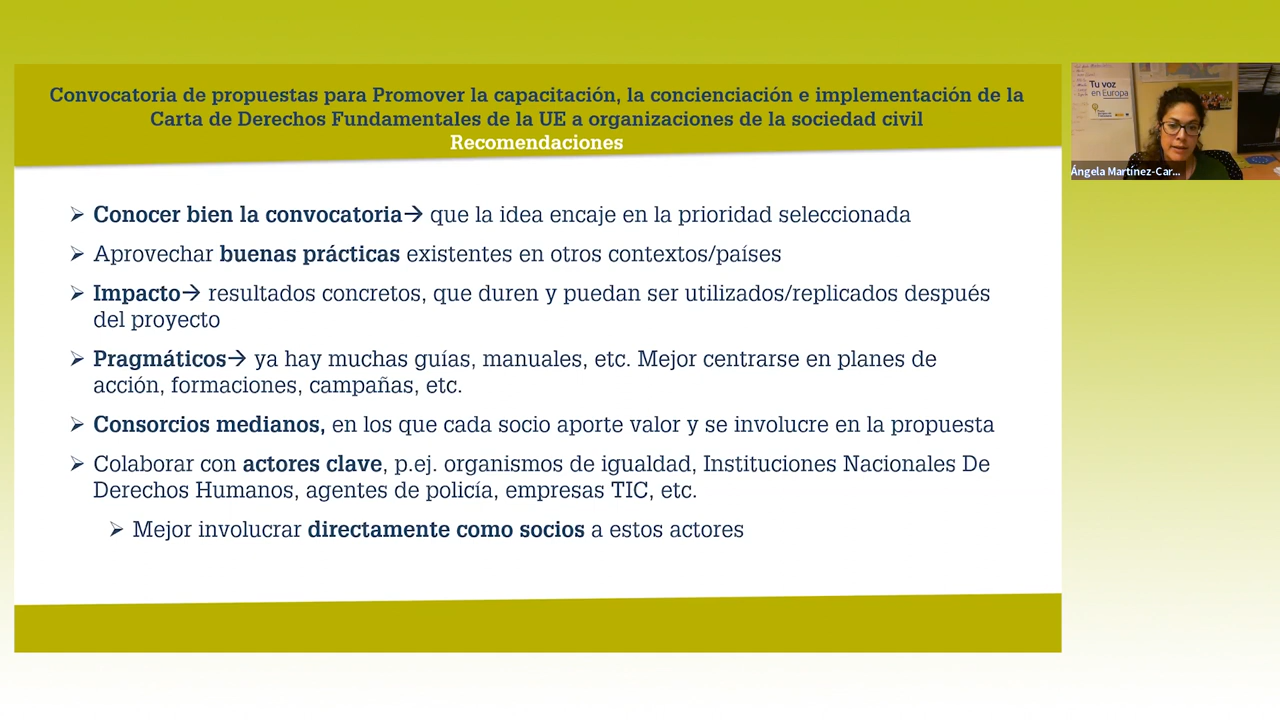 Convocatoria de propuestas para Promover la capacitación, la concienciación e implementación de la
Carta de Derechos Fundamentales de la UE a organizaciones de la sociedad civil
Recomendaciones
➢ Conocer bien la convocatoria→ que la idea encaje en la prioridad seleccionada
➢ Aprovechar buenas prácticas existentes en otros contextos/países
➢ Impacto→ resultados concretos, que duren y puedan ser utilizados/replicados después
del proyecto
➢ Pragmáticos→ ya hay muchas guías, manuales, etc. Mejor centrarse en planes de
acción, formaciones, campañas, etc.
➢ Consorcios medianos, en los que cada socio aporte valor y se involucre en la propuesta
➢ Colaborar con actores clave, p.ej. organismos de igualdad, Instituciones Nacionales De
Derechos Humanos, agentes de policía, empresas TIC, etc.
➢ Mejor involucrar directamente como socios a estos actores
Tu voz
en Europa
Ángela Martínez-Car...